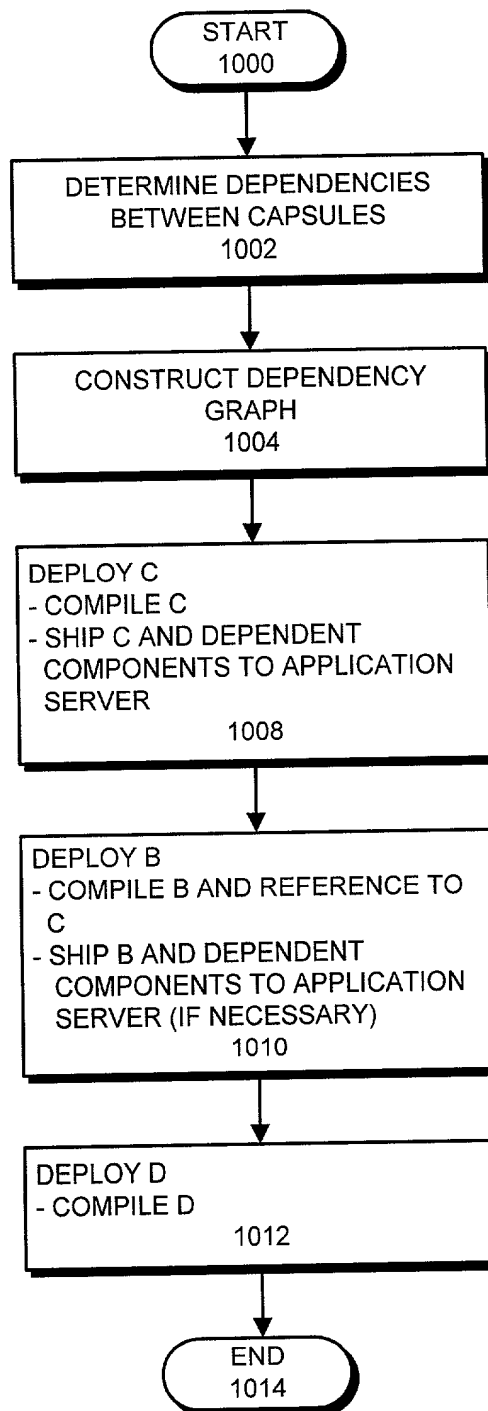 START
1000
DETERMINE DEPENDENCIES
BETWEEN CAPSULES
1002
CONSTRUCT DEPENDENCY
GRAPH
1004
DEPLOY C
- COMPILE C
- SHIP C AND DEPENDENT
COMPONENTS TO APPLICATION
SERVER
1008
DEPLOY B
- COMPILE B AND REFERENCE TO
C
- SHIP B AND DEPENDENT
COMPONENTS TO APPLICATION
SERVER (IF NECESSARY)
1010
DEPLOY D
- COMPILE D
1012
END
1014